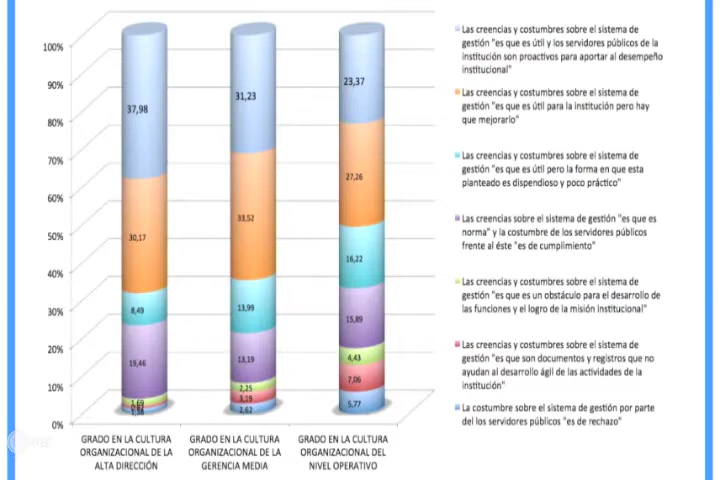 100%
90%
80%
70%
60%
50%
40%
30%
20%
10%
0%
37,98
30,17
8,49
19,46
1,69
31,23
33,52
13,99
13,19
2,25
3,19
2,62
23,37
27,26
16,22
15,89
4,43
7,06
5,77
GRADO EN LA CULTURA
ORGANIZACIONAL DE LA
ALTA DIRECCIÓN
GRADO EN LA CULTURA
ORGANIZACIONAL DE LA
GERENCIA MEDIA
GRADO EN LA CULTURA
ORGANIZACIONAL DEL
NIVEL OPERATIVO
Las creencias y costumbres sobre el sistema de
gestión "es que es útil y los servidores públicos de la
institución son proactivos para aportar al desempeño
institucional"
Las creencias y costumbres sobre el sistema de
gestión "es que es útil para la institución pero hay
que mejorarlo"
Las creencias y costumbres sobre el sistema de
gestión "es que es útil pero la forma en que esta
planteado es dispendioso y poco práctico"
Las creencias sobre el sistema de gestión "es que es
norma" y la costumbre de los servidores públicos
frente al éste "es de cumplimiento"
Las creencias y costumbres sobre el sistema de
gestión "es que es un obstáculo para el desarrollo de
las funciones y el logro de la misión institucional"
Las creencias y costumbres sobre el sistema de
gestión "es que son documentos y registros que no
ayudan al desarrollo ágil de las actividades de la
institución"
La costumbre sobre el sistema de gestión por parte
del los servidores públicos "es de rechazo"